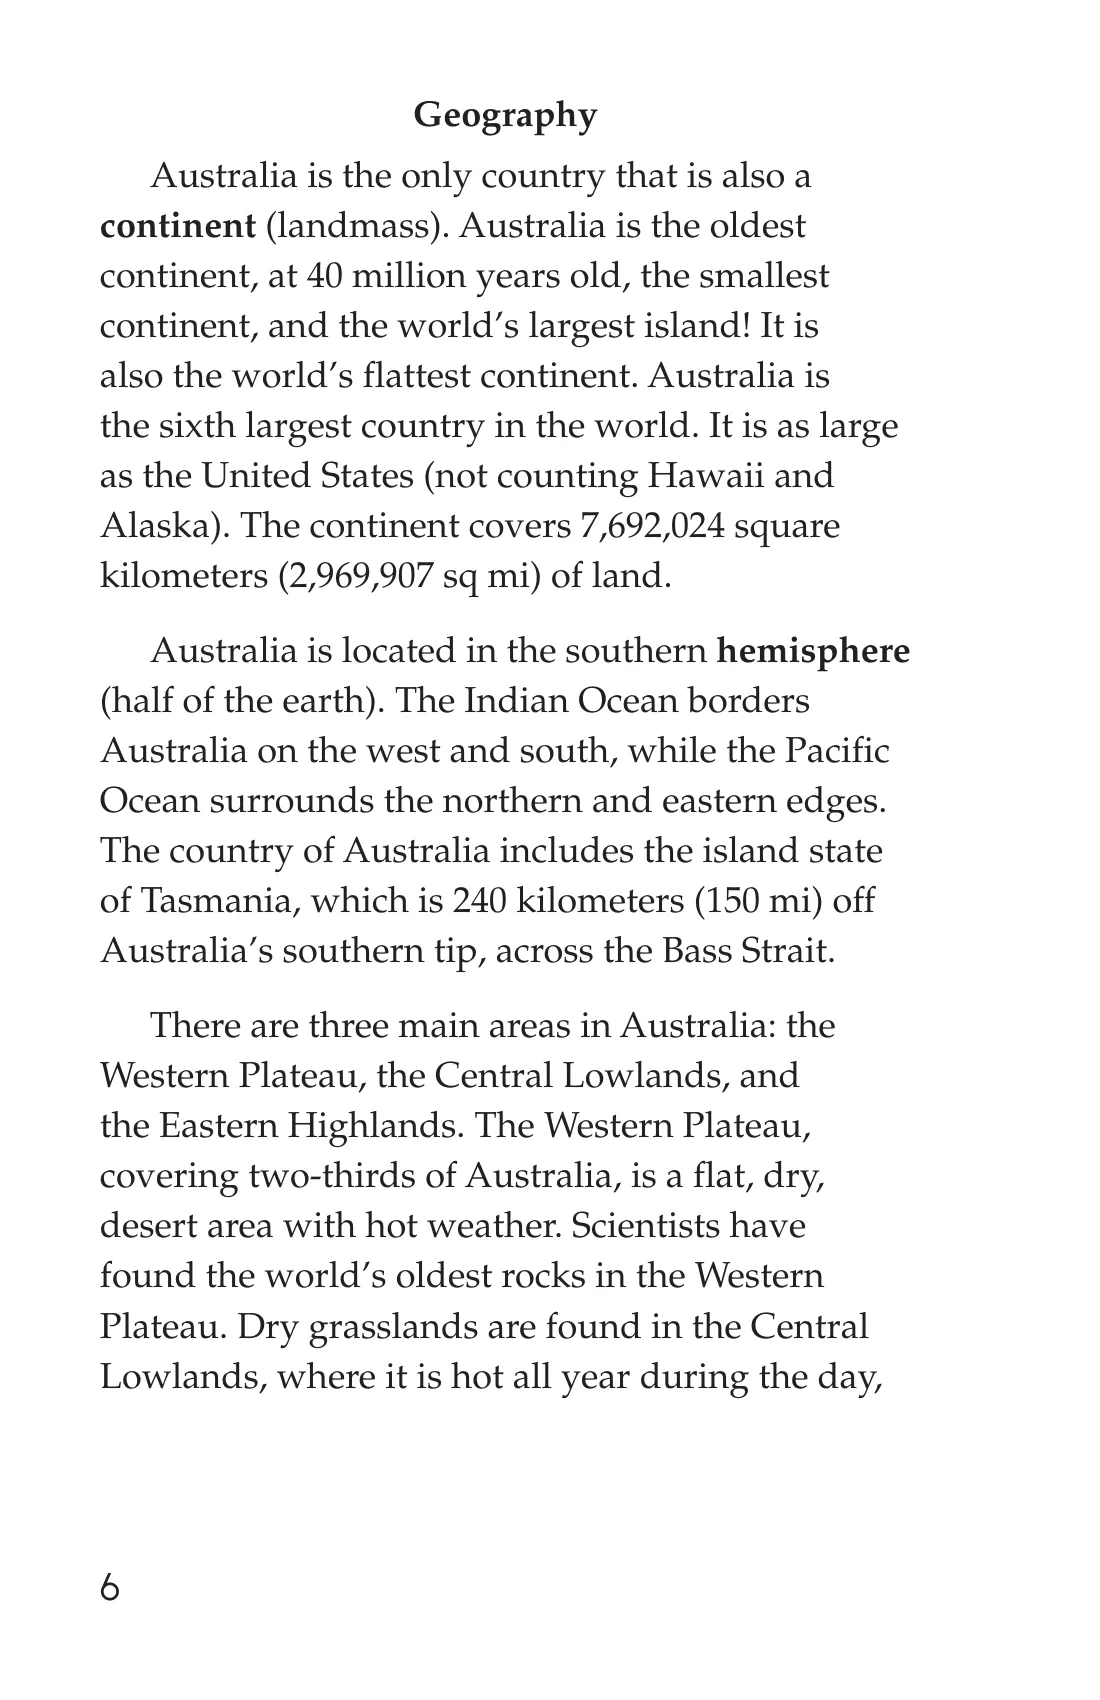 Geography
Australia is the only country that is also a
continent (landmass). Australia is the oldest
continent, at 40 million years old, the smallest
continent, and the world’s largest island! It is
also the world’s flattest continent. Australia is
the sixth largest country in the world. It is as large
as the United States (not counting Hawaii and
Alaska). The continent covers 7,692,024 square
kilometers (2,969,907 sq mi) of land.
Australia is located in the southern hemisphere
(half of the earth). The Indian Ocean borders
Australia on the west and south, while the Pacific
Ocean surrounds the northern and eastern edges.
The country of Australia includes the island state
of Tasmania, which is 240 kilometers (150 mi) off
Australia’s southern tip, across the Bass Strait.
There are three main areas in Australia: the
Western Plateau, the Central Lowlands, and
the Eastern Highlands. The Western Plateau,
covering two-thirds of Australia, is a flat, dry,
desert area with hot weather. Scientists have
found the world’s oldest rocks in the Western
Plateau. Dry grasslands are found in the Central
Lowlands, where it is hot all year during the day,
6